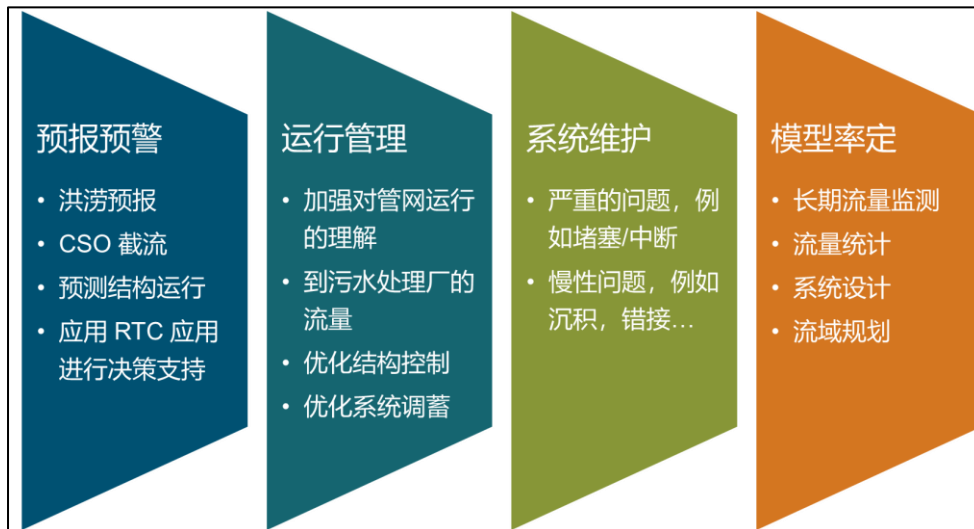 预报预警
• 洪涝预报
• CSO 截流
• 预测结构运行
• 应用 RTC 应用
进行决策支持
运行管理
• 加强对管网运行
的理解
• 到污水处理厂的
流量
• 优化结构控制
• 优化系统调蓄
系统维护
• 严重的问题，例
如堵塞/中断
• 慢性问题，例如
沉积，错接…
模型率定
• 长期流量监测
• 流量统计
• 系统设计
• 流域规划